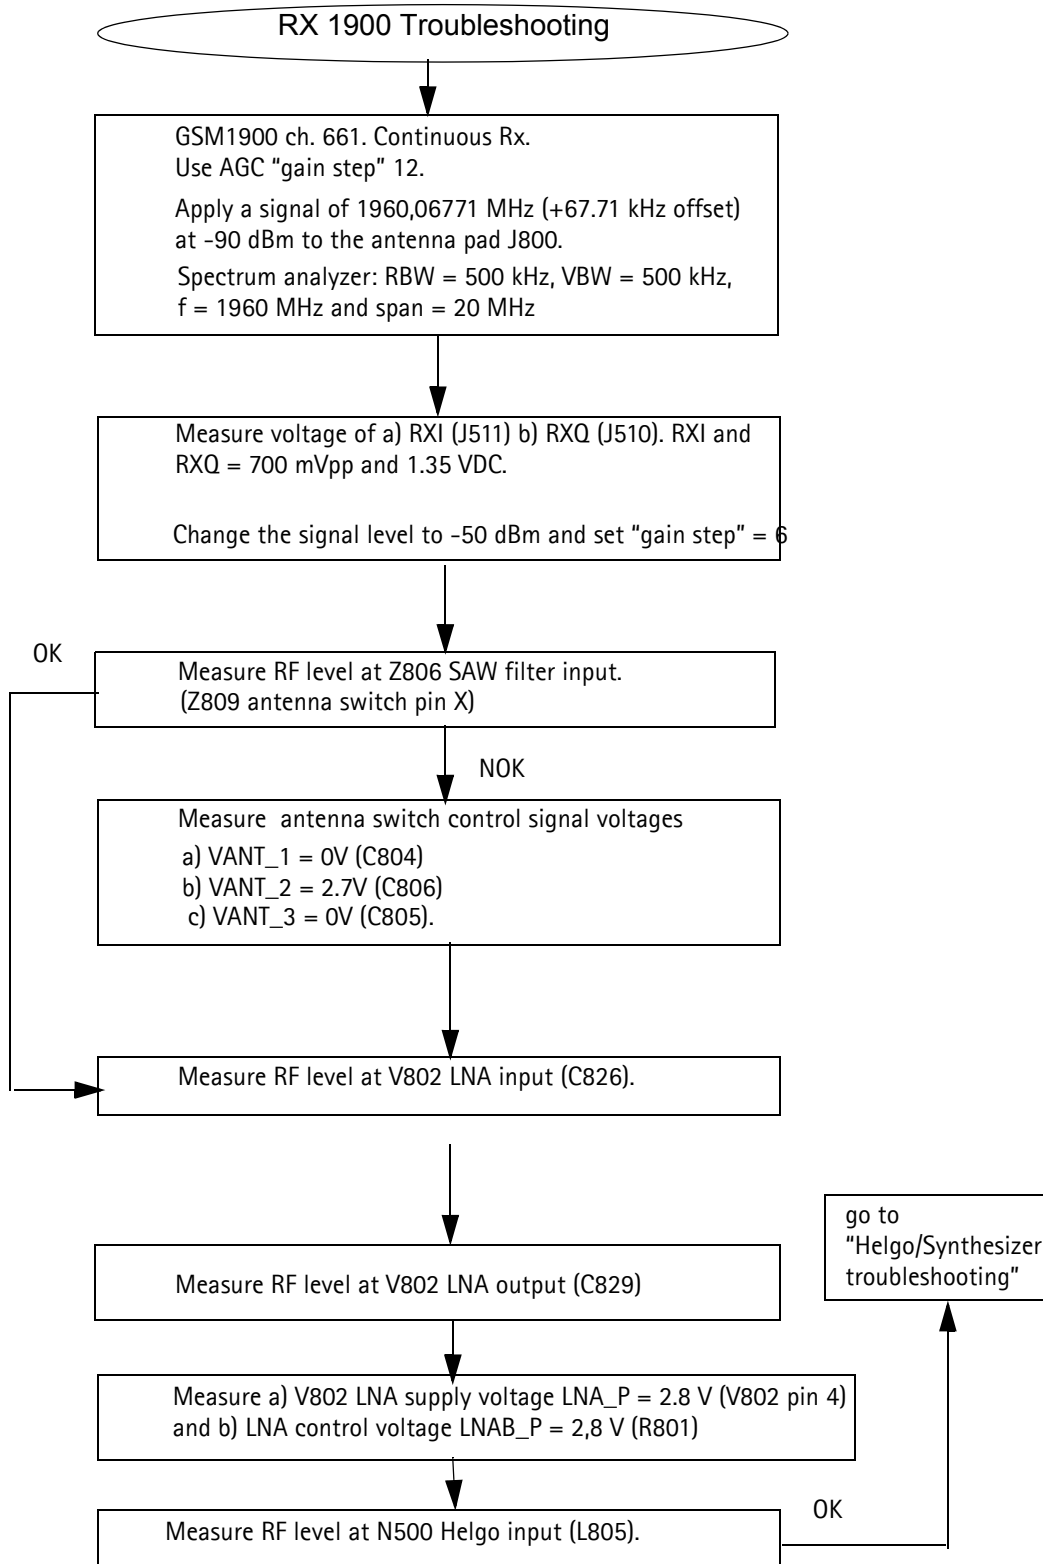 RX 1900 Troubleshooting
GSM1900 ch. 661. Continuous Rx.
Use AGC “gain step” 12.
Apply a signal of 1960,06771 MHz (+67.71 kHz offset)
at -90 dBm to the antenna pad J800.
Spectrum analyzer: RBW = 500 kHz, VBW = 500 kHz,
f = 1960 MHz and span = 20 MHz
Measure voltage of a) RXI (J511) b) RXQ (J510). RXI and
RXQ = 700 mVpp and 1.35 VDC.
Change the signal level to -50 dBm and set “gain step” = 6
OK
Measure RF level at Z806 SAW filter input.
(Z809 antenna switch pin X)
NOK
Measure  antenna switch control signal voltages
a) VANT_1 = 0V (C804)
b) VANT_2 = 2.7V (C806)
c) VANT_3 = 0V (C805).
Measure RF level at V802 LNA input (C826).
go to
“Helgo/Synthesizer
troubleshooting”
Measure RF level at V802 LNA output (C829)
Measure a) V802 LNA supply voltage LNA_P = 2.8 V (V802 pin 4)
and b) LNA control voltage LNAB_P = 2,8 V (R801)
OK
Measure RF level at N500 Helgo input (L805).